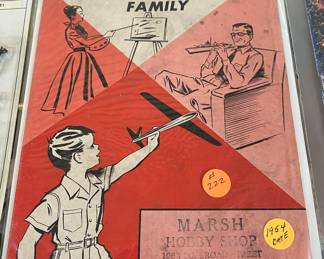 FAMILY
# 222
MARSH
HOBBY SHOP
1954
DATE